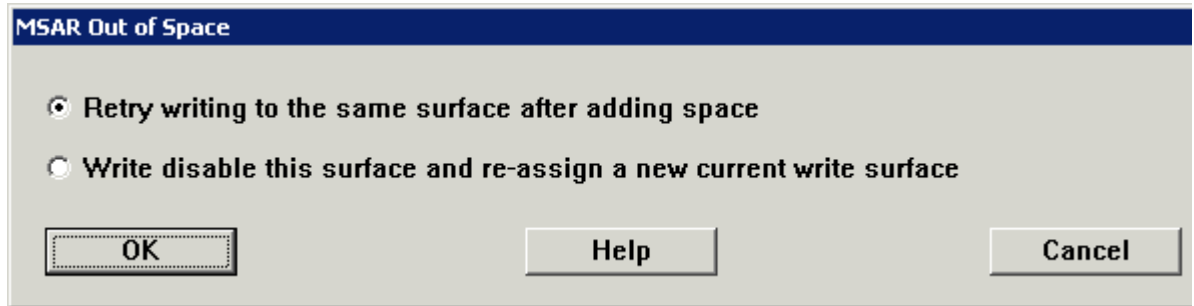 MSAR Out of Space
Retry writing to the same surface after adding space
Write disable this surface and re-assign a new current write surface
OK Help Cancel